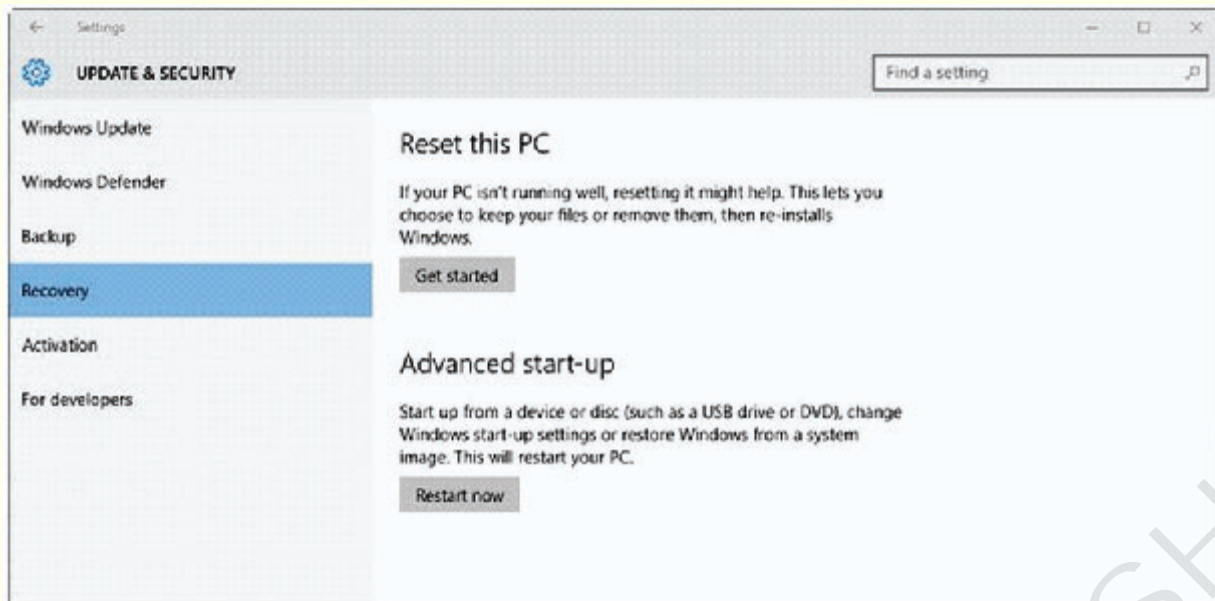 Settings
UPDATE & SECURITY
Find a setting
Windows Update
Windows Defender
Backup
Recovery
Activation
For developers
Reset this PC
If your PC isn't running well, resetting it might help. This lets you
choose to keep your files or remove them, then re-installs
Windows.
Get started
Advanced start-up
Start up from a device or disc (such as a USB drive or DVD), change
Windows start-up settings or restore Windows from a system
image. This will restart your PC.
Restart now